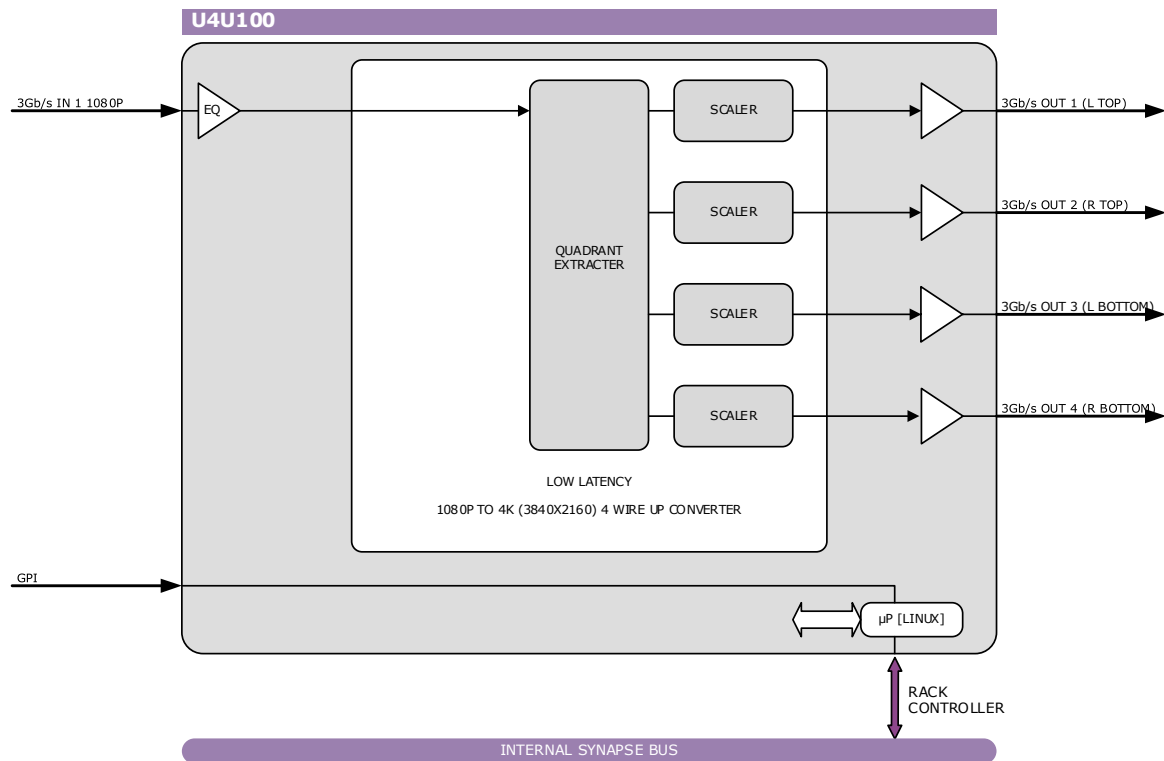 U4U100
3Gb/s IN 1 1080P
EQ
SCALER
3Gb/s OUT 1 (L TOP)
SCALER
3Gb/s OUT 2 (R TOP)
QUADRANT
EXTRACTER
SCALER
3Gb/s OUT 3 (L BOTTOM)
SCALER
3Gb/s OUT 4 (R BOTTOM)
LOW LATENCY
1080P TO 4K (3840X2160) 4 WIRE UP CONVERTER
GPI
µP [LINUX]
RACK
CONTROLLER
INTERNAL SYNAPSE BUS